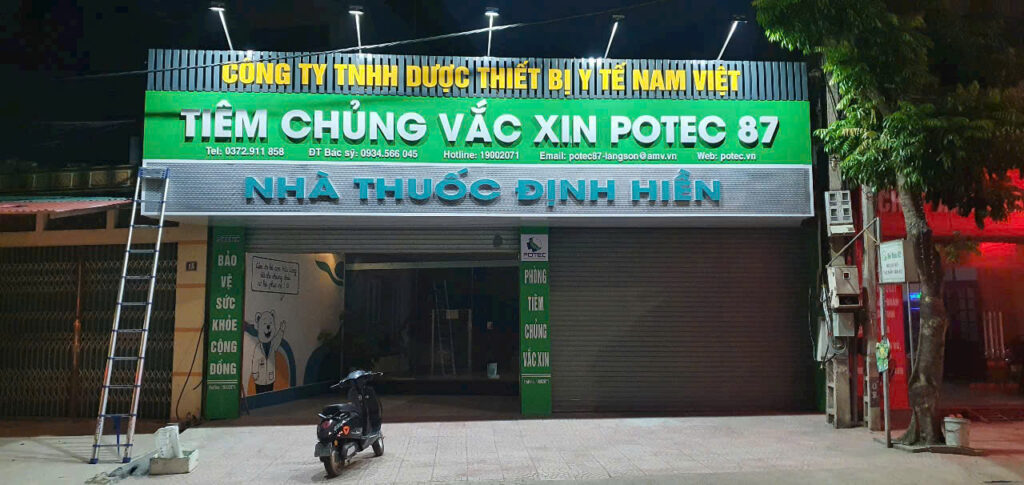 CÔNG TY TNHH DƯỢC THIẾT BỊ Y TẾ NAM VIỆT
TIÊM CHỦNG VẮC XIN POTEC 87
Tel: 0372.911 858 ĐT Bác sỹ: 0934.566 045 Hotline: 19002071 Email: potec87-langson@amv.vn Web: potec.vn
NHÀ THUỐC ĐỊNH HIỀN
BẢO
VỆ
SỨC
KHỎE
CỘNG
ĐỒNG
POTEC
PHÒNG
TIÊM
CHỦNG
VẮC XIN